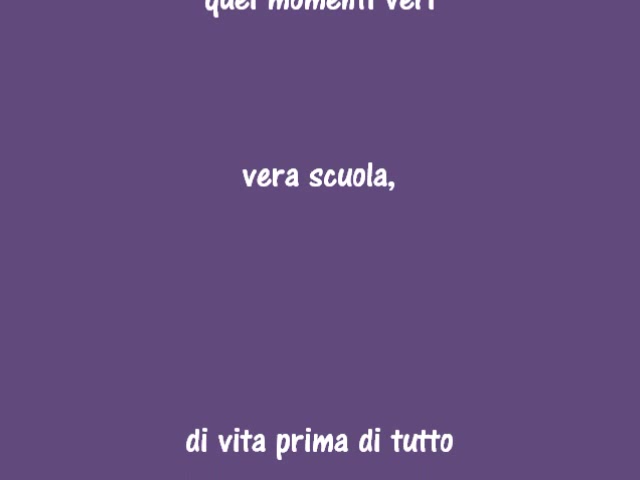 quei momenti veri
vera scuola,
di vita prima di tutto